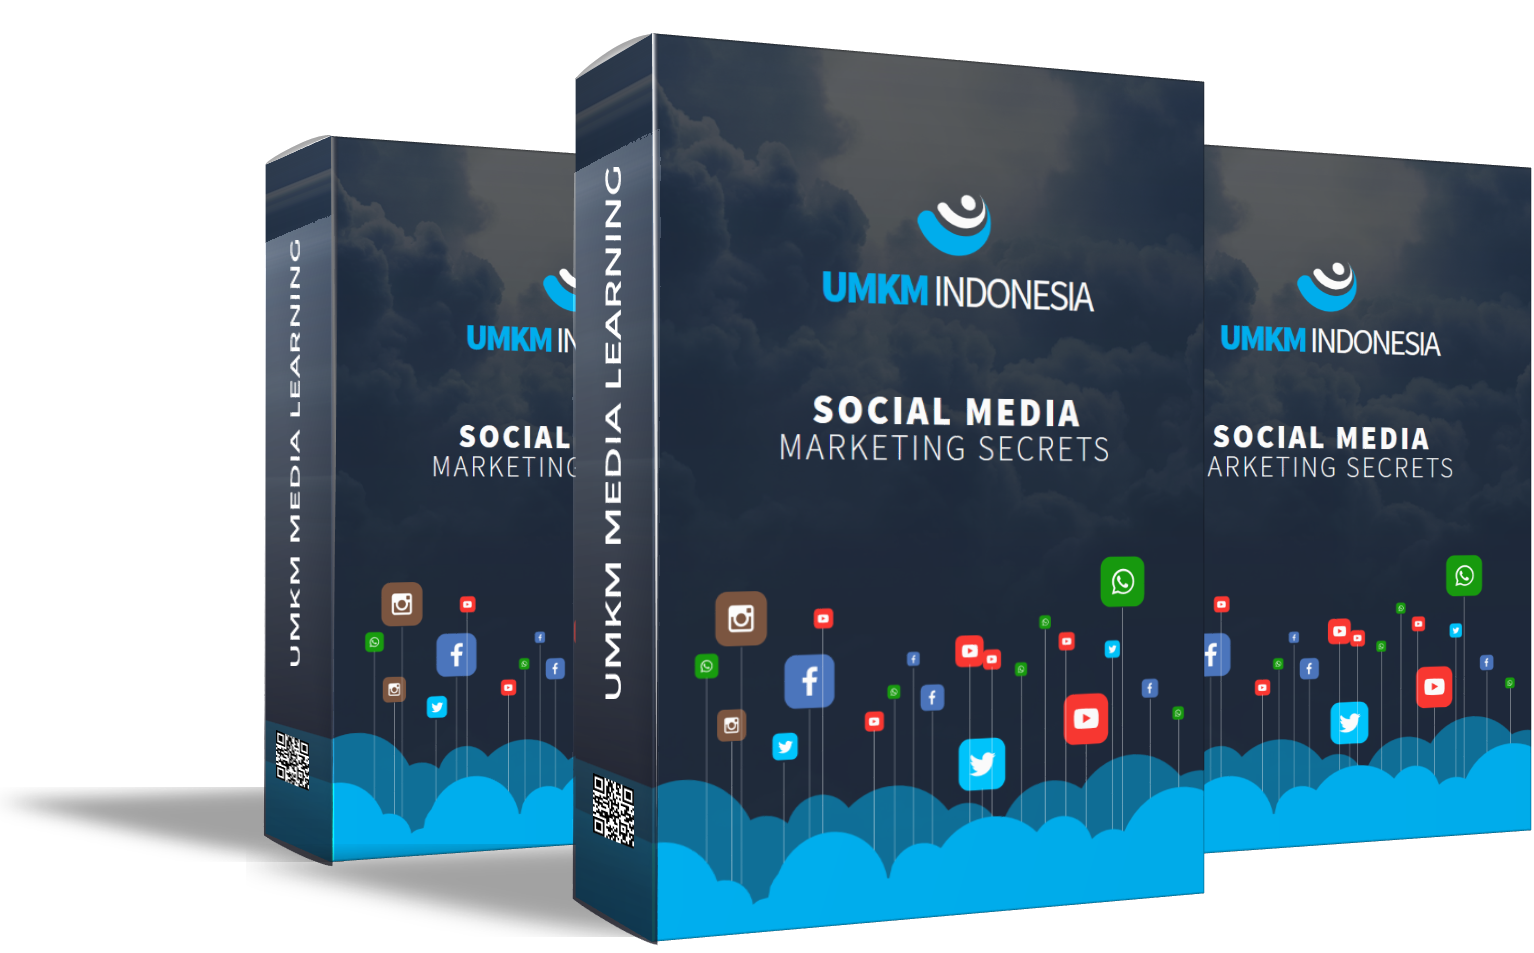 UMKM MEDIA LEARNING
UMKM IN
SOCIAL
MARKETING
UMKM MEDIA LEARNING
UMKM INDONESIA
SOCIAL MEDIA
MARKETING SECRETS
UMKM INDONESIA
SOCIAL MEDIA
ARKETING SECRETS